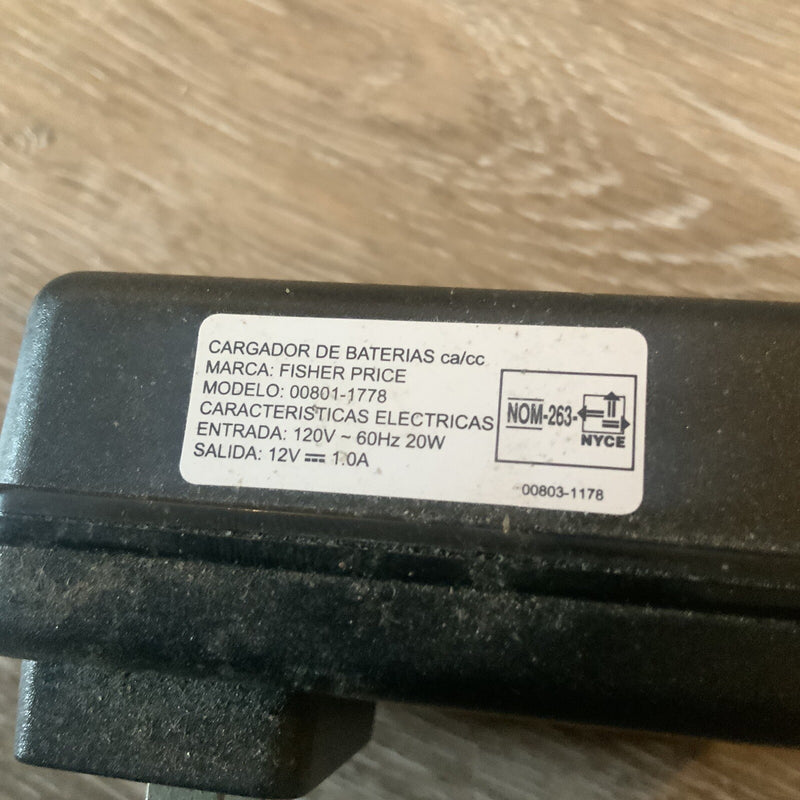 CARGADOR DE BATERIAS ca/cc
MARCA: FISHER PRICE
MODELO: 00801-1778
CARACTERISTICAS ELECTRICAS
ENTRADA: 120V ~ 60Hz 20W
SALIDA: 12V ⎓ 1.0A
NOM-263-
NYCE
00803-1178